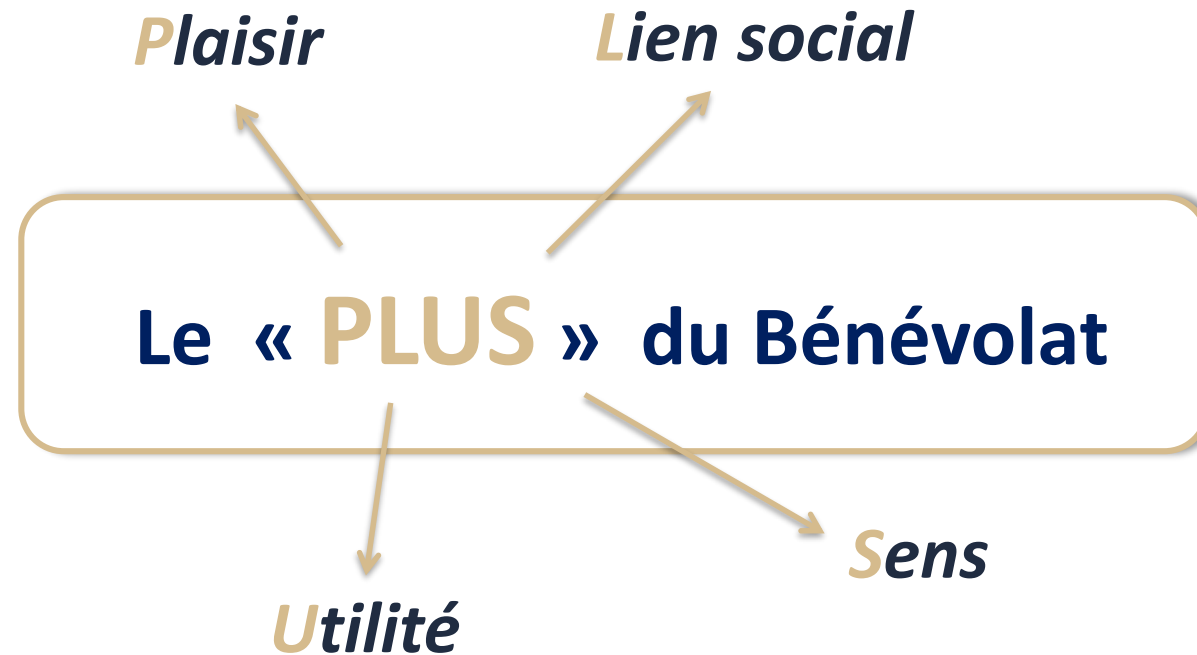 Plaisir
Lien social
Le « PLUS » du Bénévolat
Sens
Utilité